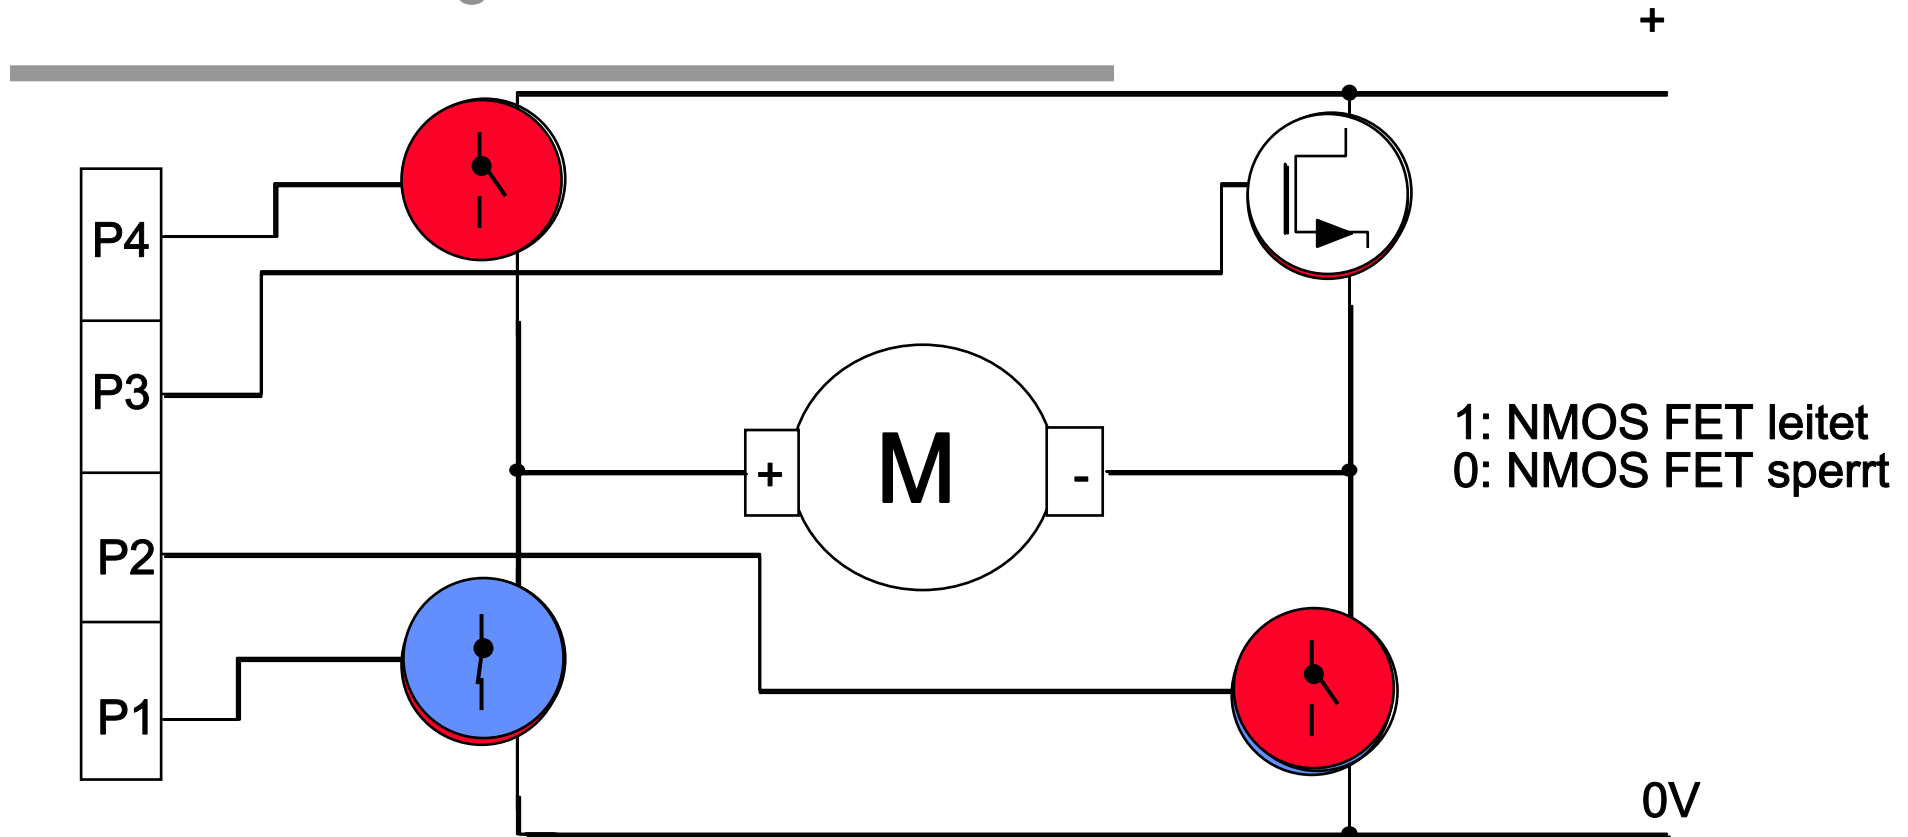 +
P4
P3
P2
P1
+
M
-
1: NMOS FET leitet
0: NMOS FET sperrt
0V